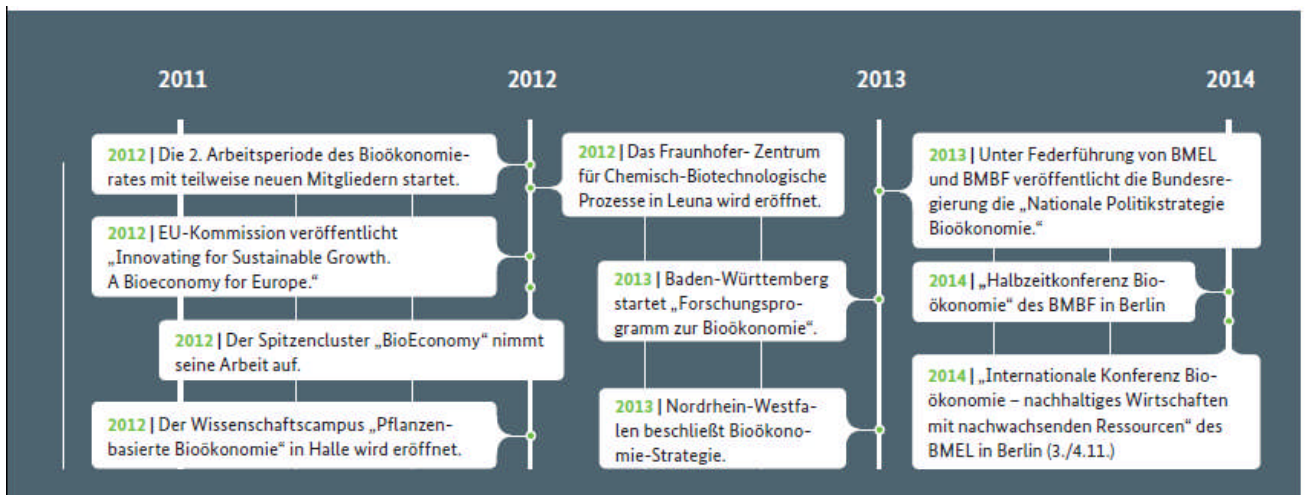 2011
2012
2013
2014
2012 | Die 2. Arbeitsperiode des Bioökonomie-
rates mit teilweise neuen Mitgliedern startet.
2012 | EU-Kommission veröffentlicht
„Innovating for Sustainable Growth.
A Bioeconomy for Europe.“
2012 | Der Spitzencluster „BioEconomy“ nimmt
seine Arbeit auf.
2012 | Der Wissenschaftscampus „Pflanzen-
basierte Bioökonomie“ in Halle wird eröffnet.
2012 | Das Fraunhofer- Zentrum
für Chemisch-Biotechnologische
Prozesse in Leuna wird eröffnet.
2013 | Baden-Württemberg
startet „Forschungspro-
gramm zur Bioökonomie“.
2013 | Nordrhein-Westfa-
len beschließt Bioökono-
mie-Strategie.
2013 | Unter Federführung von BMEL
und BMBF veröffentlicht die Bundesre-
gierung die „Nationale Politikstrategie
Bioökonomie.“
2014 | „Halbzeitkonferenz Bio-
ökonomie“ des BMBF in Berlin
2014 | „Internationale Konferenz Bio-
ökonomie – nachhaltiges Wirtschaften
mit nachwachsenden Ressourcen“ des
BMEL in Berlin (3./4.11.)